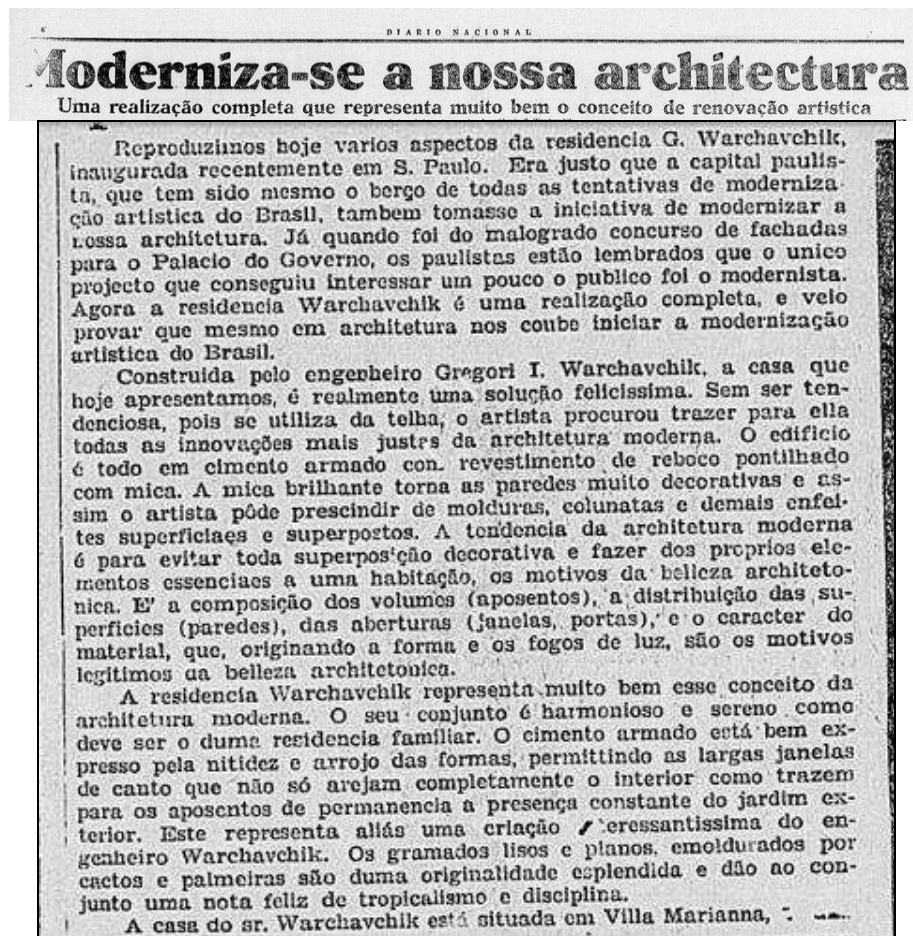 DIARIO NACIONAL
Moderniza-se a nossa architectura
Uma realização completa que representa muito bem o conceito de renovação artistica
Reproduzimos hoje varios aspectos da residencia G. Warchavchik,
inaugurada recentemente em S. Paulo. Era justo que a capital paulis-
ta, que tem sido mesmo o berço de todas as tentativas de moderniza-
ção artistica do Brasil, tambem tomasse a iniciativa de modernizar a
nossa architetura. Já quando foi do malogrado concurso de fachadas
para o Palacio do Governo, os paulistas estão lembrados que o unico
projecto que conseguiu interessar um pouco o publico foi o modernista.
Agora a residencia Warchavchik é uma realização completa, e veio
provar que mesmo em architetura nos coube iniciar a modernização
artistica do Brasil.
Construida pelo engenheiro Gregori I. Warchavchik, a casa que
hoje apresentamos, é realmente uma solução felicissima. Sem ser ten-
denciosa, pois se utiliza da telha, o artista procurou trazer para ella
todas as innovações mais justas da architetura moderna. O edificio
é todo em cimento armado com revestimento de reboco pontilhado
com mica. A mica brilhante torna as paredes muito decorativas e as-
sim o artista pôde prescindir de molduras, colunatas e demais enfei-
tes superficiaes e superpostos. A tendencia da architetura moderna
é para evitar toda superposição decorativa e fazer dos proprios ele-
mentos essenciaes a uma habitação, os motivos da belleza architeto-
nica. E' a composição dos volumes (aposentos), a distribuição das su-
perficies (paredes), das aberturas (janelas, portas), e o caracter do
material, que, originando a forma e os fogos de luz, são os motivos
legitimos da belleza architetonica.
A residencia Warchavchik representa muito bem esse conceito da
architetura moderna. O seu conjunto é harmonioso e sereno como
deve ser o duma residencia familiar. O cimento armado está bem ex-
presso pela nitidez e arrojo das formas, permittindo as largas janelas
de canto que não só arejam completamente o interior como trazem
para os aposentos de permanencia a presença constante do jardim ex-
terior. Este representa aliás uma criação eressantissima do en-
genheiro Warchavchik. Os gramados lisos e planos, emoldurados por
cactos e palmeiras são duma originalidade esplendida e dão ao con-
junto uma nota feliz de tropicalismo e disciplina.
A casa do sr. Warchavchik está situada em Villa Marianna,